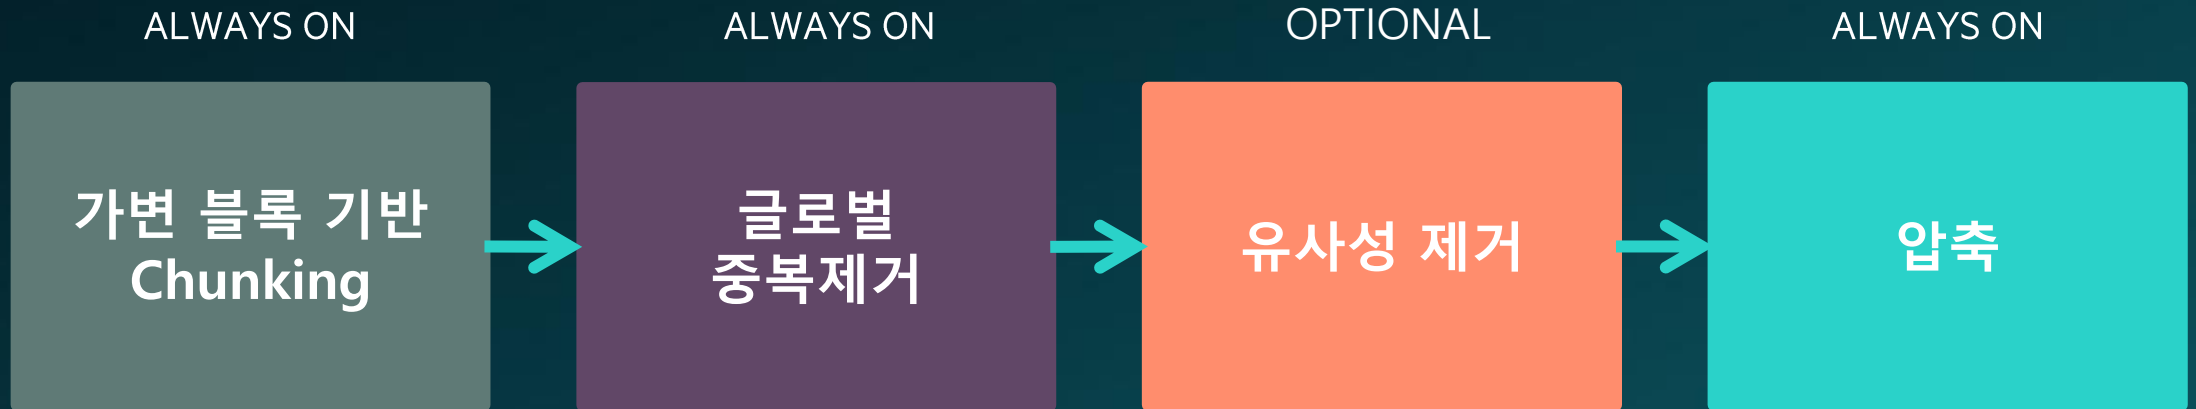 ALWAYS ON
ALWAYS ON
OPTIONAL
ALWAYS ON
가변 블록 기반
Chunking
글로벌
중복제거
유사성 제거
압축